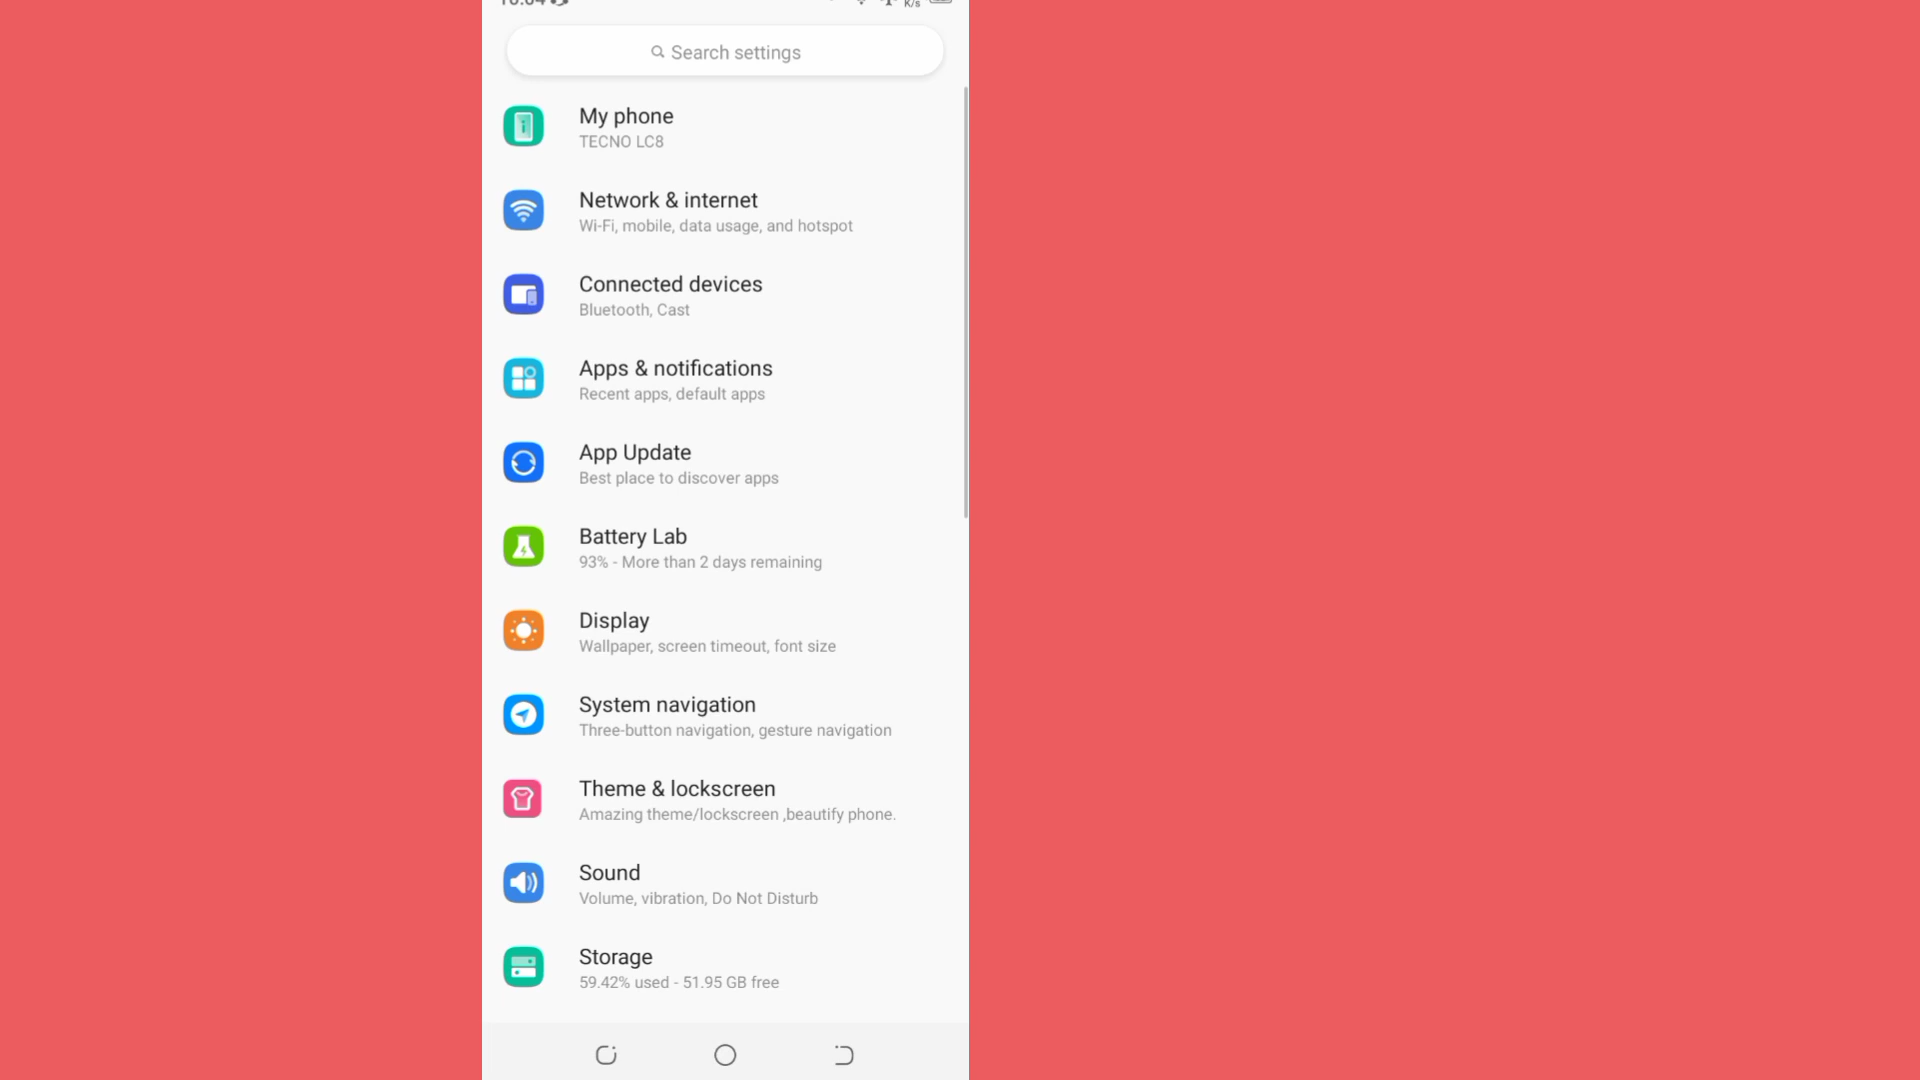 K/s
Search settings
My phone
TECNO LC8
Network & internet
Wi-Fi, mobile, data usage, and hotspot
Connected devices
Bluetooth, Cast
Apps & notifications
Recent apps, default apps
App Update
Best place to discover apps
Battery Lab
93% - More than 2 days remaining
Display
Wallpaper, screen timeout, font size
System navigation
Three-button navigation, gesture navigation
Theme & lockscreen
Amazing theme/lockscreen ,beautify phone.
Sound
Volume, vibration, Do Not Disturb
Storage
59.42% used - 51.95 GB free